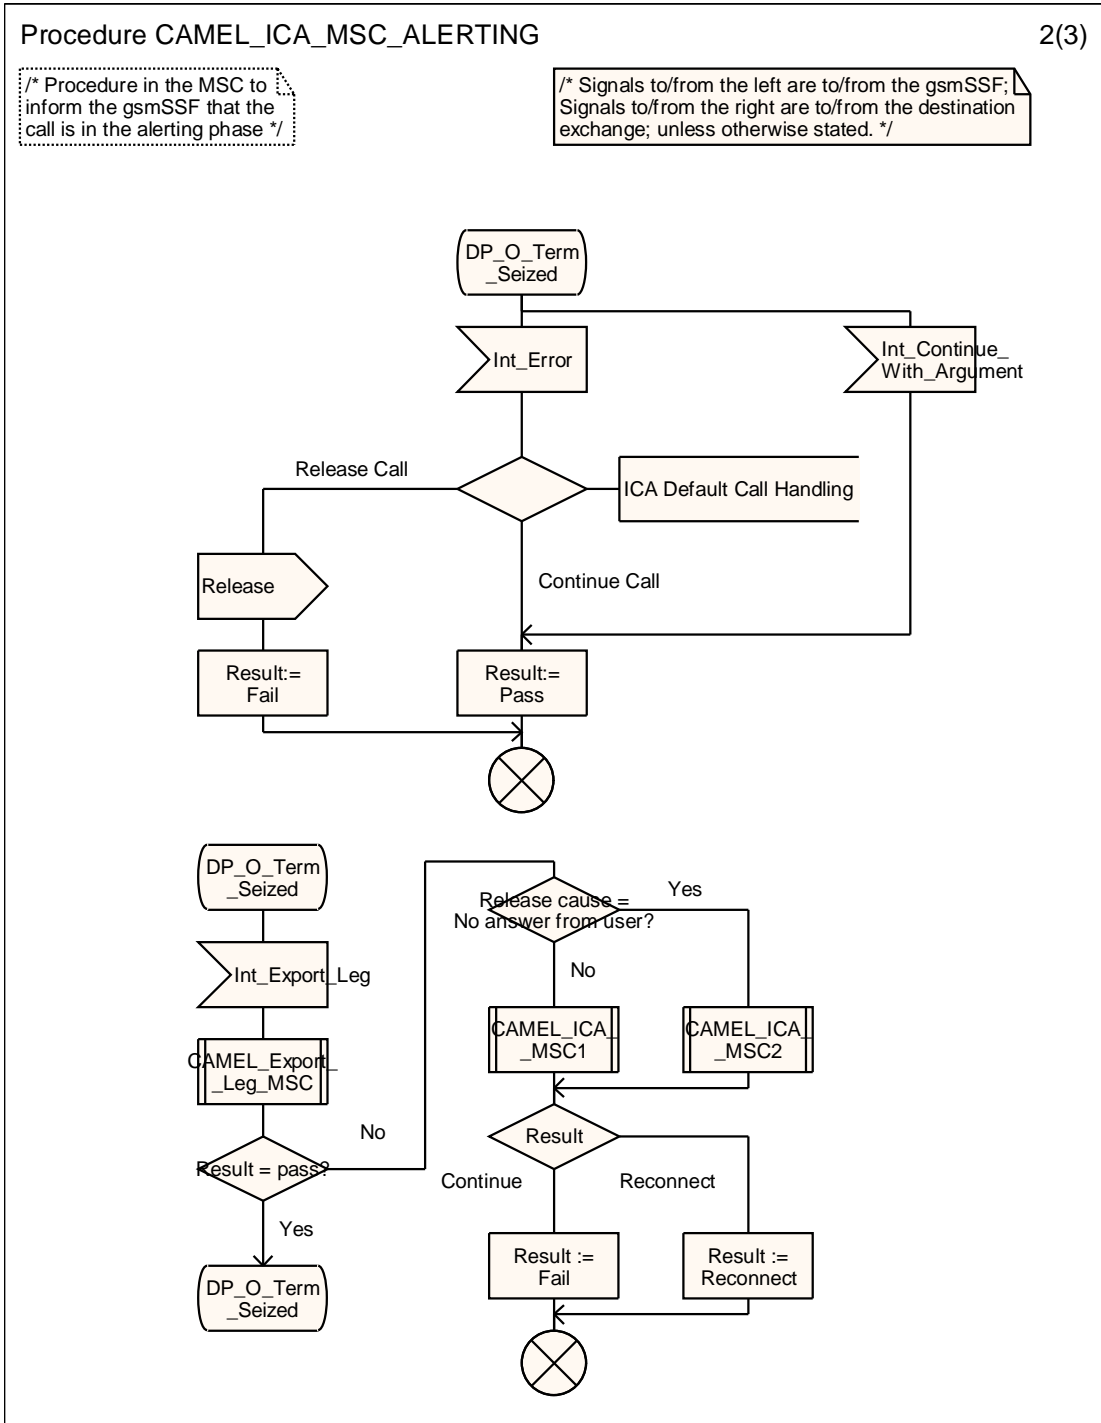 Procedure CAMEL_ICA_MSC_ALERTING
2(3)
/* Procedure in the MSC to
inform the gsmSSF that the
call is in the alerting phase */
/* Signals to/from the left are to/from the gsmSSF;
Signals to/from the right are to/from the destination
exchange; unless otherwise stated. */
DP_O_Term
_Seized
Int_Error
Int_Continue_
With_Argument
Release Call
ICA Default Call Handling
Release
Continue Call
Result:=
Fail
Result:=
Pass
DP_O_Term
_Seized
Release cause =
No answer from user?
Yes
Int_Export_Leg
No
CAMEL_Export_
_Leg_MSC
CAMEL_ICA_
_MSC1
CAMEL_ICA_
_MSC2
No
Result = pass?
Result
Continue
Reconnect
Yes
DP_O_Term
_Seized
Result :=
Fail
Result :=
Reconnect